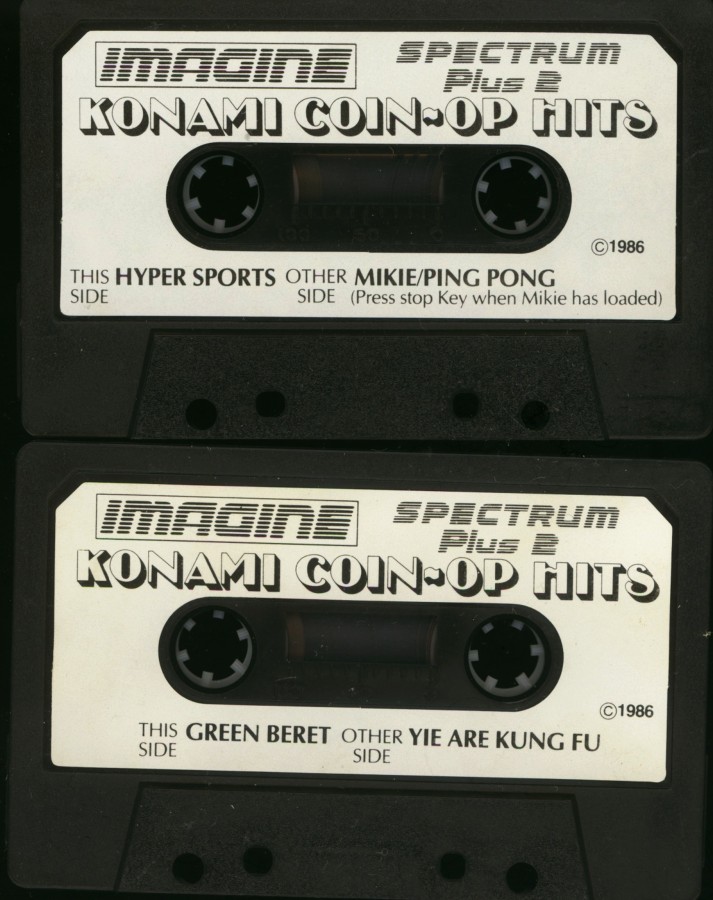 IMAGINE SPECTRUM
Plus 2
KONAMI COIN~OP HITS
©1986
THIS HYPER SPORTS OTHER MIKIE/PING PONG
SIDE SIDE (Press stop Key when Mikie has loaded)
IMAGINE SPECTRUM
Plus 2
KONAMI COIN~OP HITS
©1986
THIS GREEN BERET OTHER YIE ARE KUNG FU
SIDE SIDE